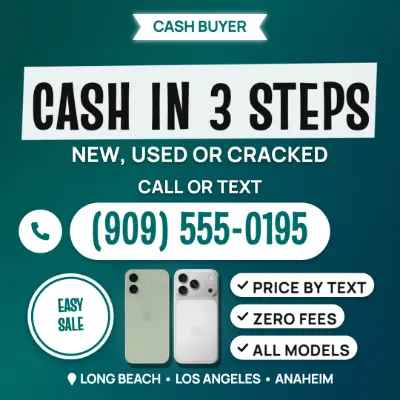 CASH BUYER
CASH IN 3 STEPS
NEW, USED OR CRACKED
CALL OR TEXT
(909) 555-0195
EASY
SALE
PRICE BY TEXT
ZERO FEES
ALL MODELS
LONG BEACH • LOS ANGELES • ANAHEIM